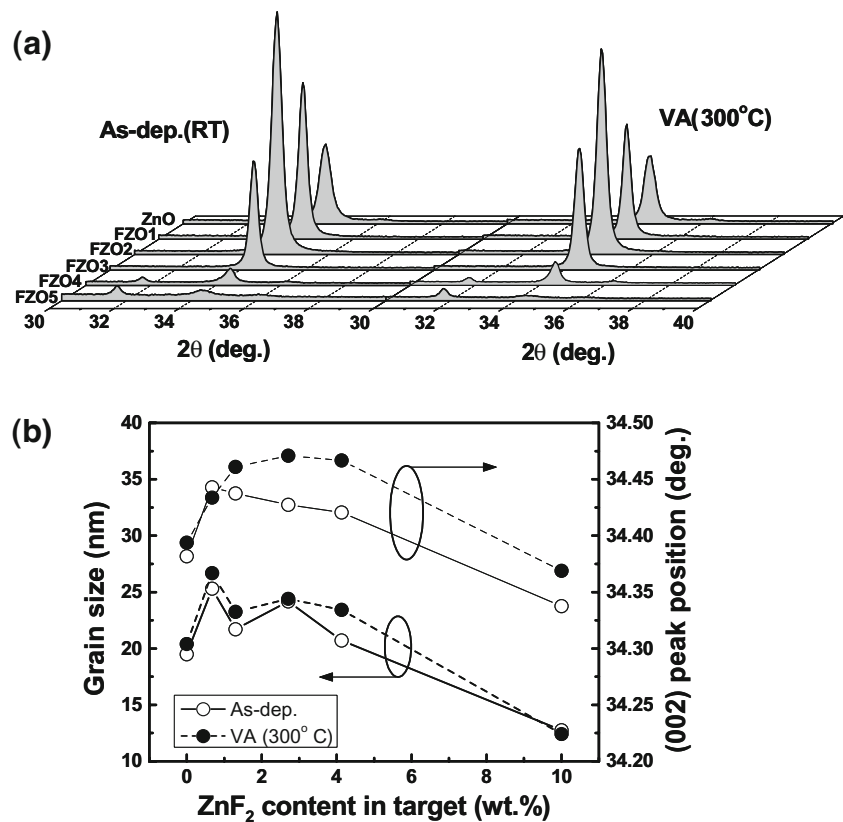 (a)
As-dep.(RT)
VA(300°C)
ZnO
FZO1
FZO2
FZO3
FZO4
FZO5
30 32 34 36 38 30 32 34 36 38 40
2θ (deg.) 2θ (deg.)
(b)
40
35
30
25
20
15
10
Grain size (nm)
34.50
34.45
34.40
34.35
34.30
34.25
34.20
(002) peak position (deg.)
As-dep.
VA (300° C)
0 2 4 6 8 10
ZnF₂ content in target (wt.%)